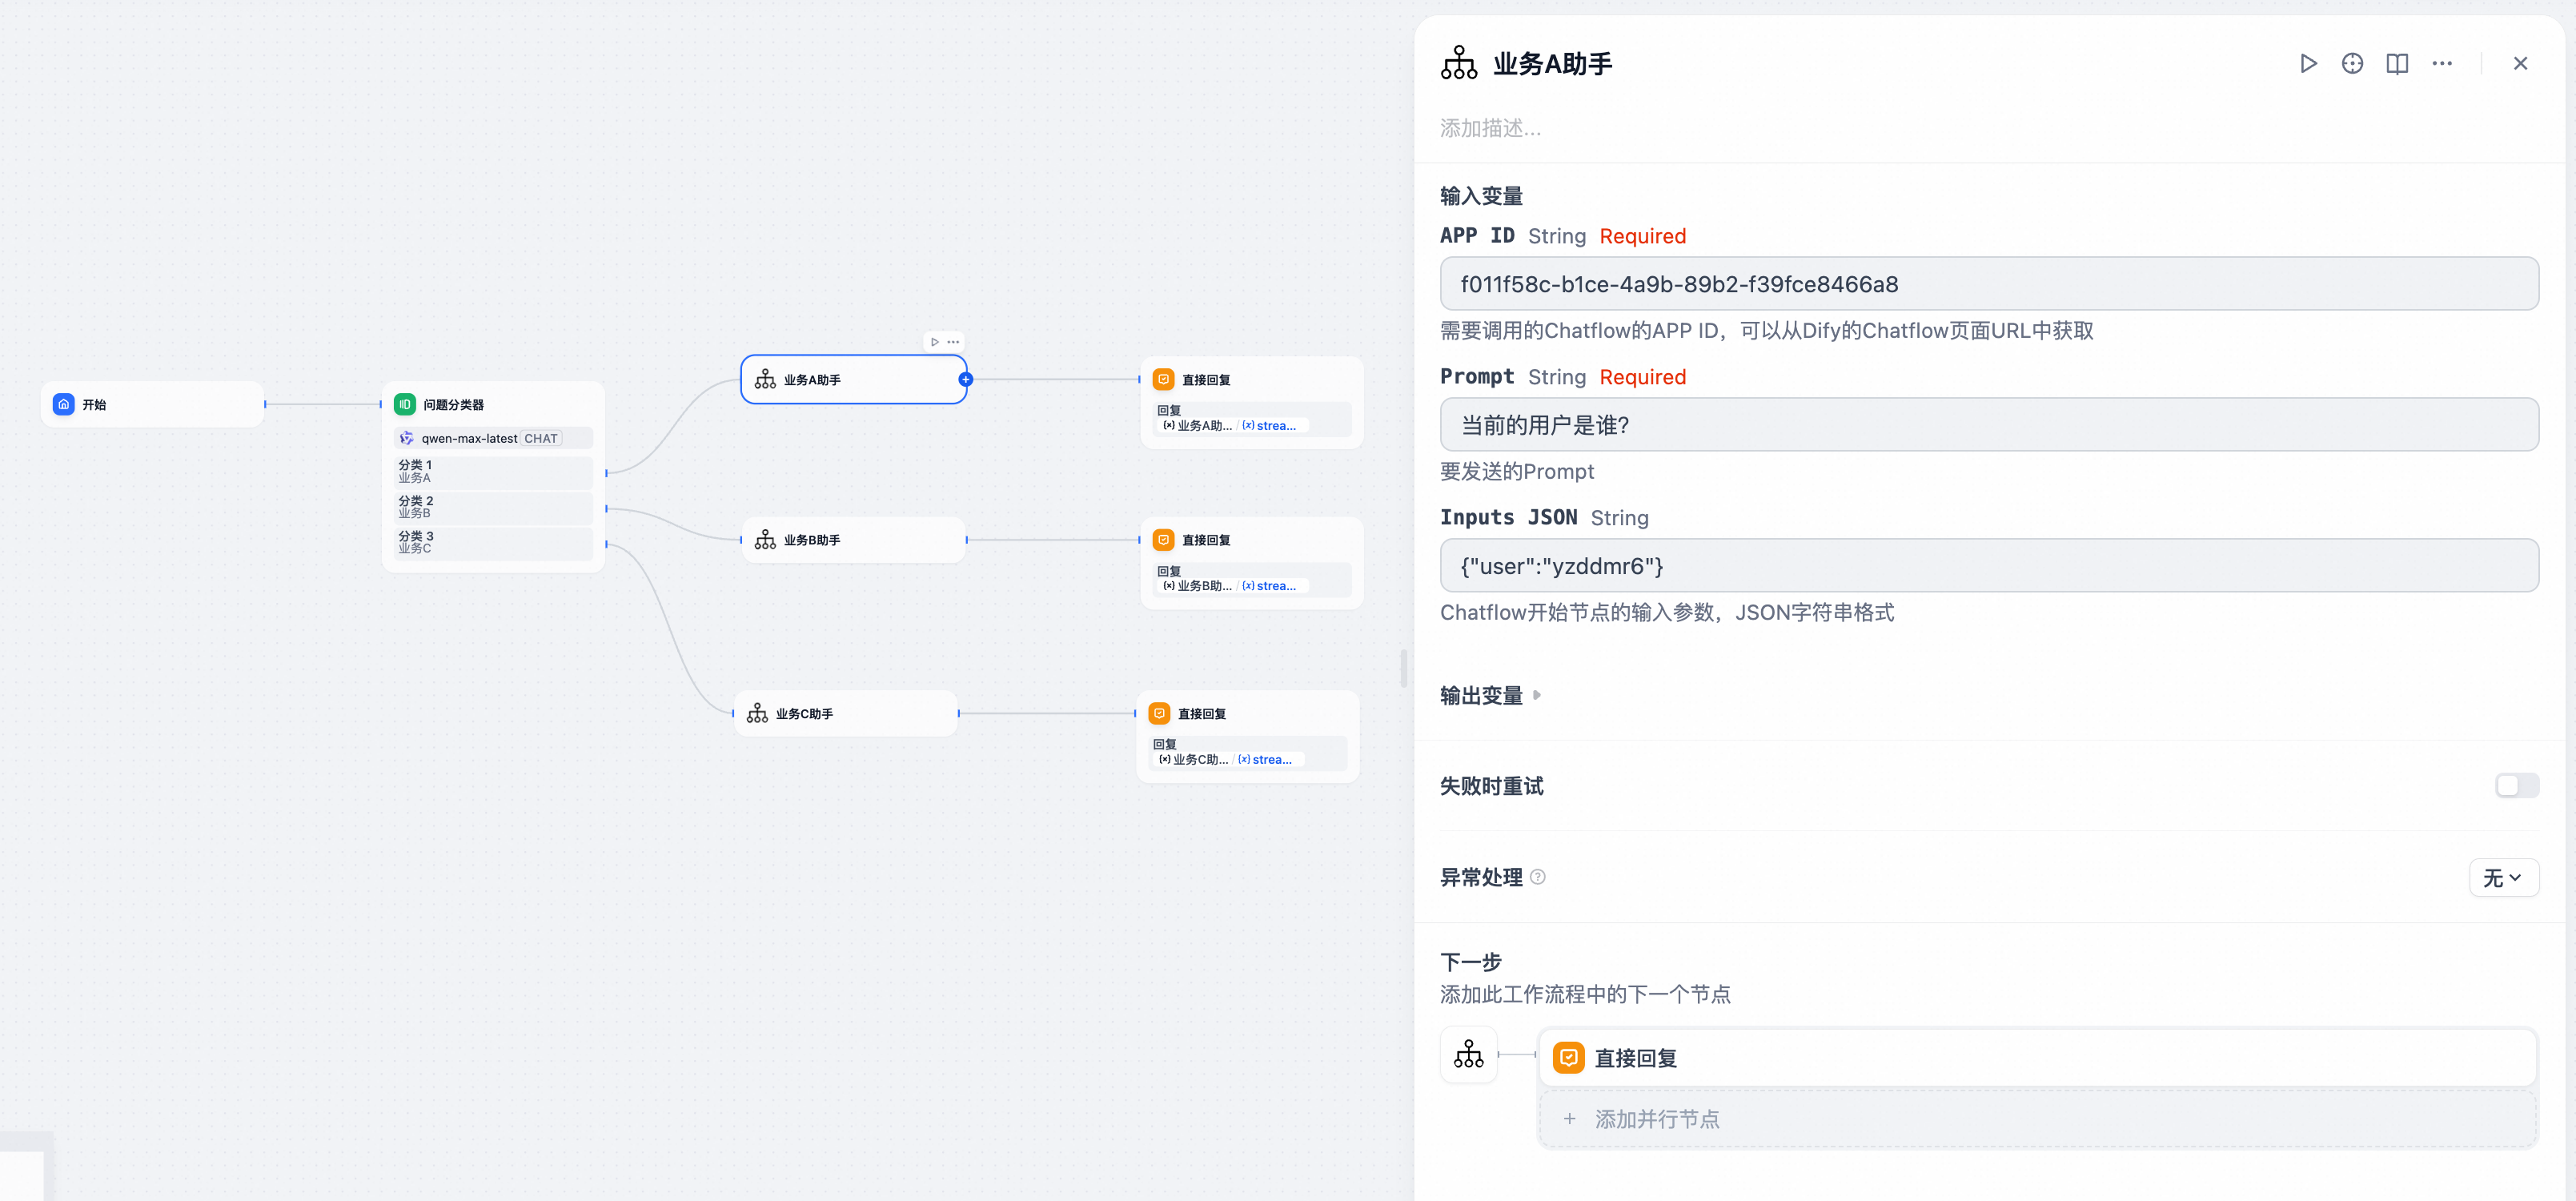 开始
问题分类器
qwen-max-latest CHAT
分类 1
业务A
分类 2
业务B
分类 3
业务C
业务A助手
直接回复
回复
业务A助... / {x} strea...
业务B助手
直接回复
回复
业务B助... / {x} strea...
业务C助手
直接回复
回复
业务C助... / {x} strea...
业务A助手
添加描述...
输入变量
APP ID String Required
f011f58c-b1ce-4a9b-89b2-f39fce8466a8
需要调用的Chatflow的APP ID，可以从Dify的Chatflow页面URL中获取
Prompt String Required
当前的用户是谁?
要发送的Prompt
Inputs JSON String
{"user":"yzddmr6"}
Chatflow开始节点的输入参数，JSON字符串格式
输出变量
失败时重试
异常处理
无
下一步
添加此工作流程中的下一个节点
直接回复
+ 添加并行节点